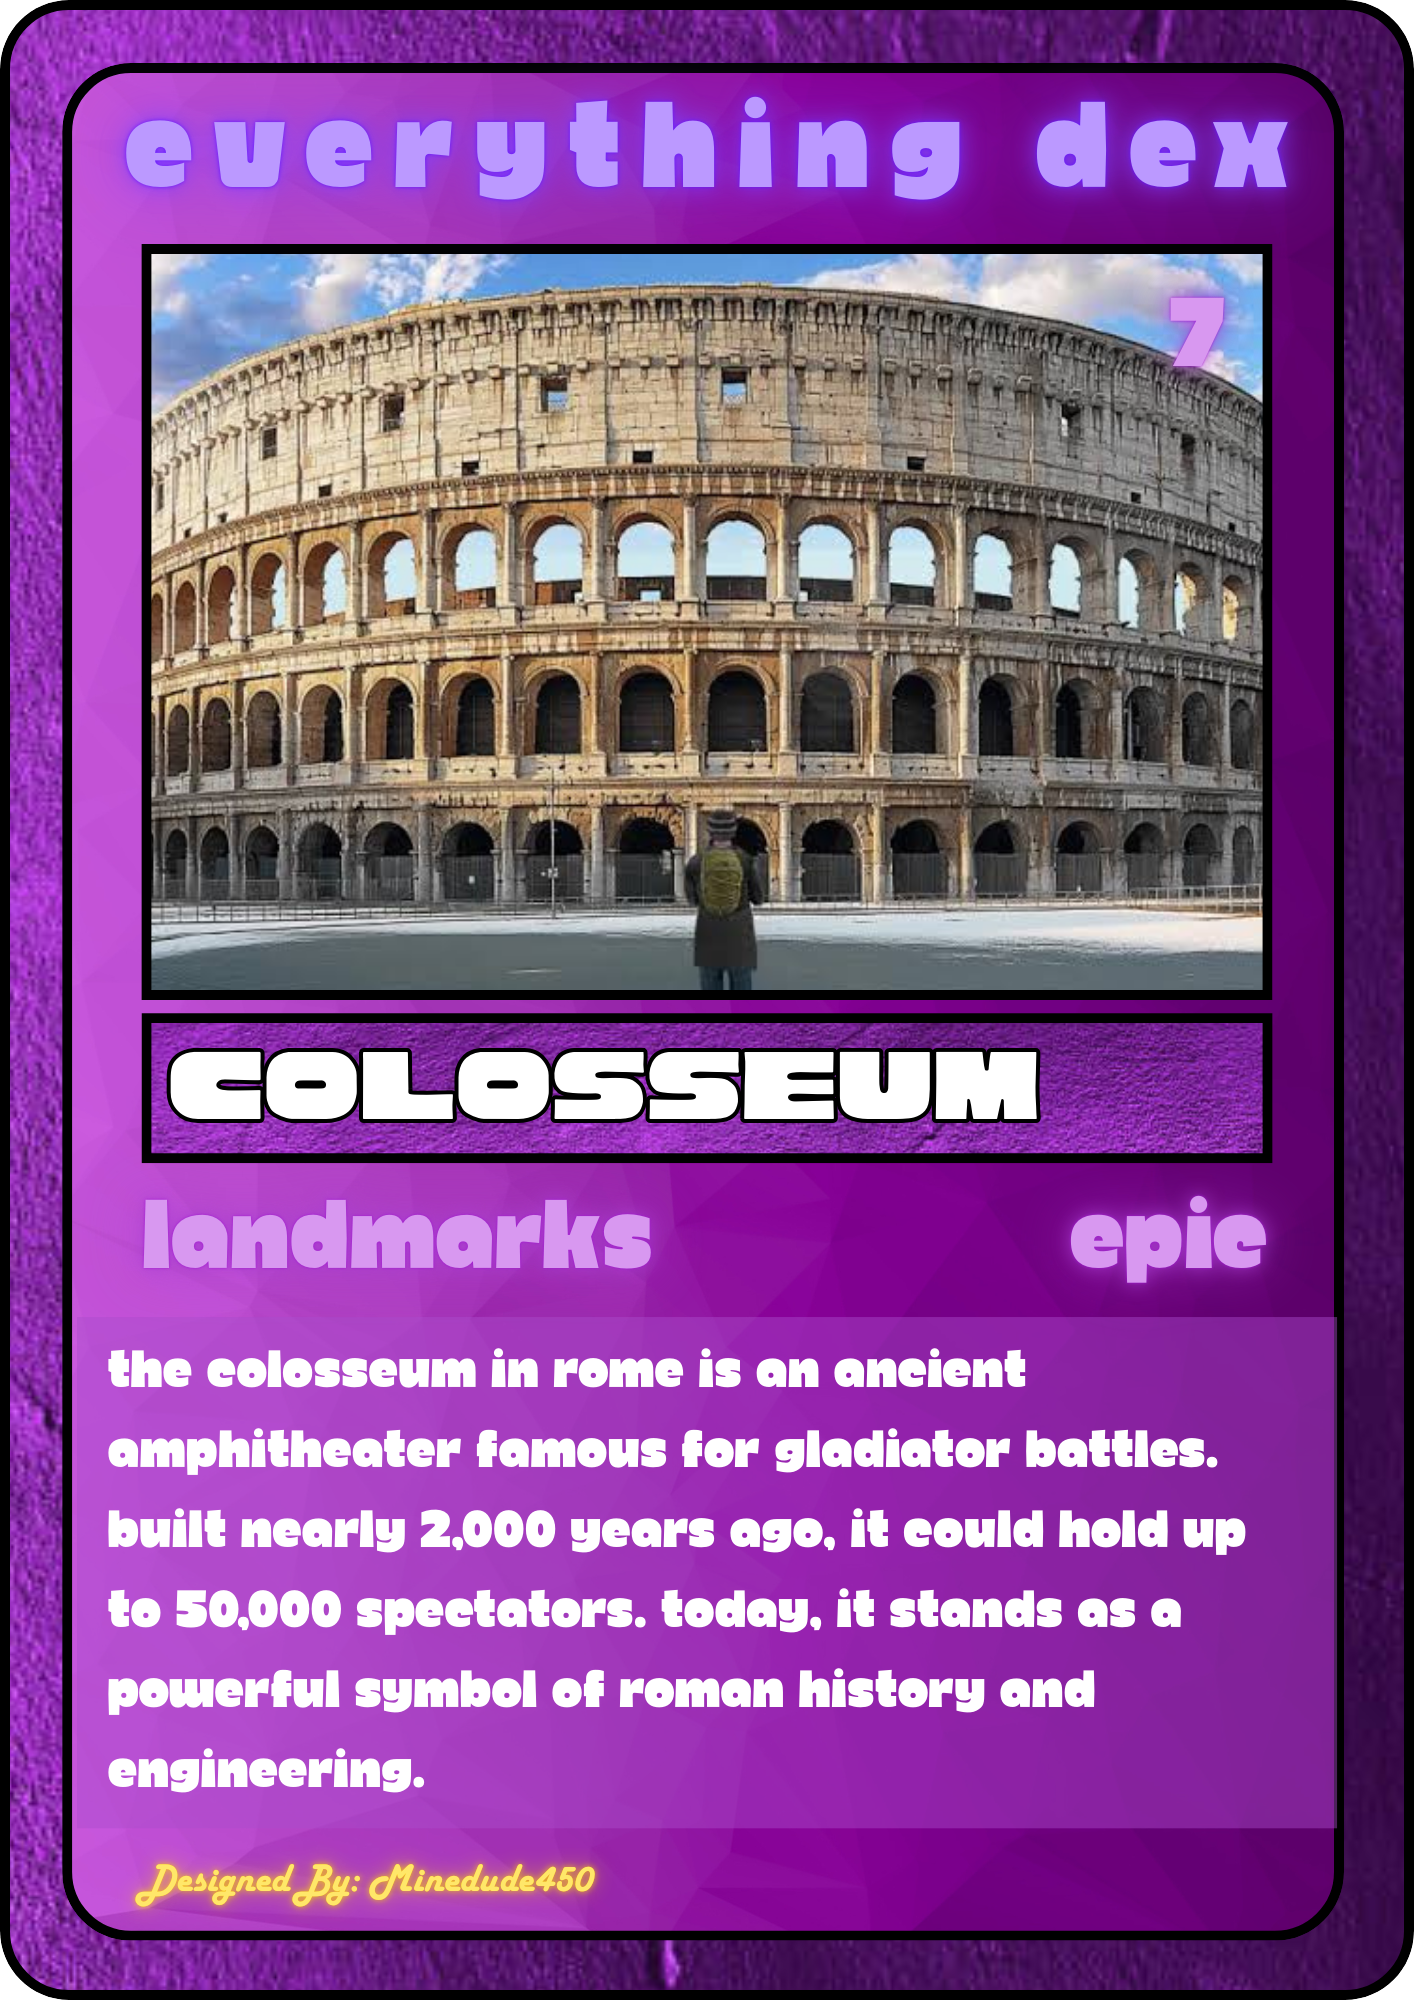 everything dex
7
COLOSSEUM
landmarks epic
the colosseum in rome is an ancient
amphitheater famous for gladiator battles.
built nearly 2,000 years ago, it could hold up
to 50,000 spectators. today, it stands as a
powerful symbol of roman history and
engineering.
Designed By: Minedude450